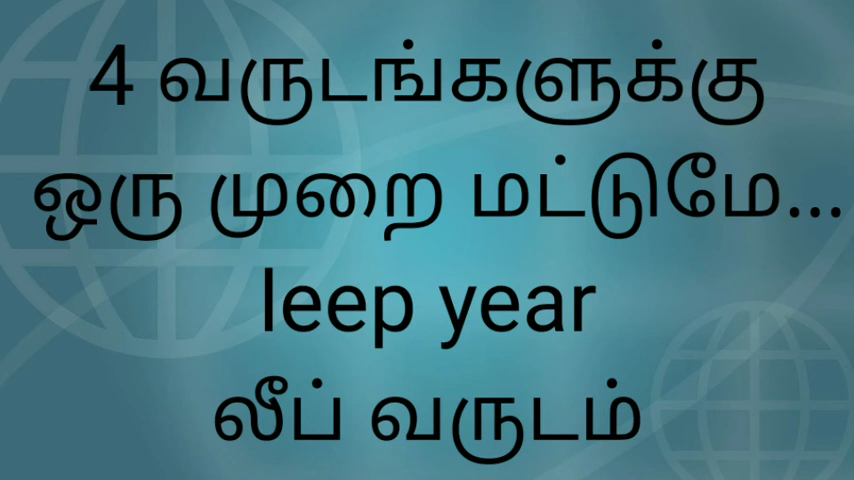 4 வருடங்களுக்கு
ஒரு முறை மட்டுமே...
leep year
லீப் வருடம்